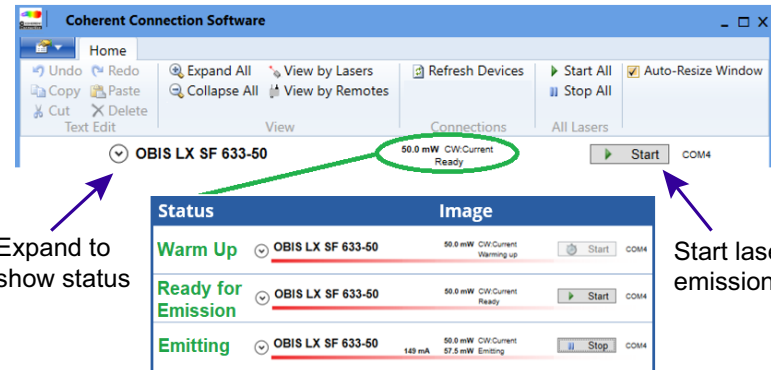 Coherent Connection Software
Home
Undo Redo
Copy Paste
Cut Delete
Text Edit
Expand All View by Lasers
Collapse All View by Remotes
View
Refresh Devices
Connections
Start All
Stop All
All Lasers
Auto-Resize Window
OBIS LX SF 633-50 50.0 mW CW:Current Start COM4
Ready
Expand to
show status
Start lase
emission
Status Image
Warm Up OBIS LX SF 633-50 50.0 mW CW:Current Start COM4
Warming up
Ready for
Emission
OBIS LX SF 633-50 50.0 mW CW:Current Start COM4
Ready
Emitting OBIS LX SF 633-50 50.0 mW CW:Current Stop COM4
149 mA 57.5 mW Emitting